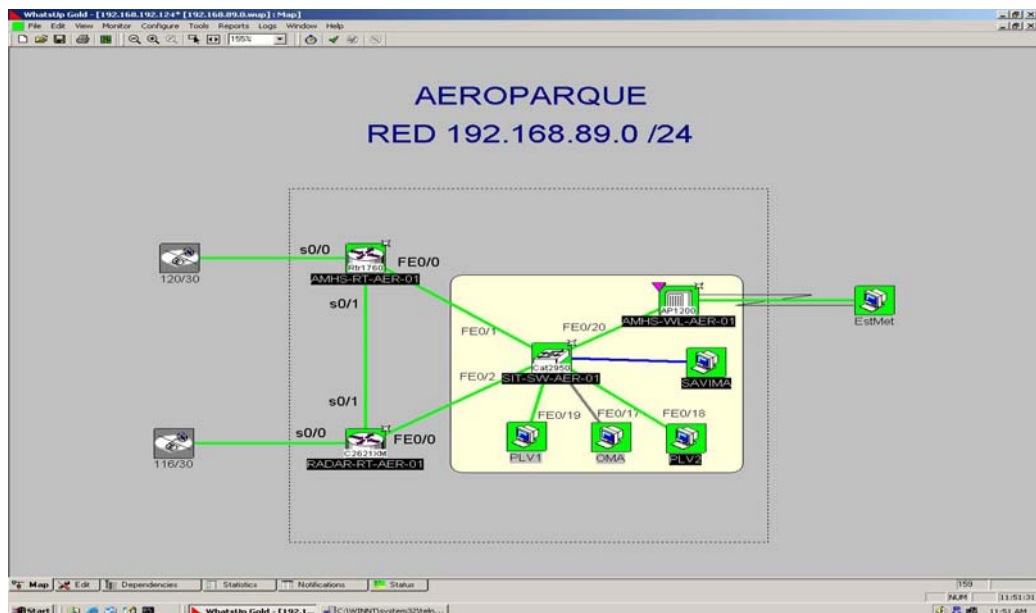 WhatsUp Gold - [192.168.192.124* [192.168.89.0.wup] : Map]
File Edit View Monitor Configure Tools Reports Logs Window Help
155%
AEROPARQUE
RED 192.168.89.0 /24
120/30
s0/0
Rtr1760
FE0/0
AMHS-RT-AER-01
s0/1
AP1200
AMHS-WL-AER-01
EstMet
FE0/1
FE0/20
Cat2950
SIT-SW-AER-01
SAVIMA
FE0/2
s0/1
FE0/19
FE0/17
FE0/18
116/30
s0/0
C2621XM
FE0/0
RADAR-RT-AER-01
PLV1
OMA
PLV2
Map Edit Dependencies Statistics Notifications Status
159
NUM
Start
WhatsUp Gold - [192.1...
11:51 AM